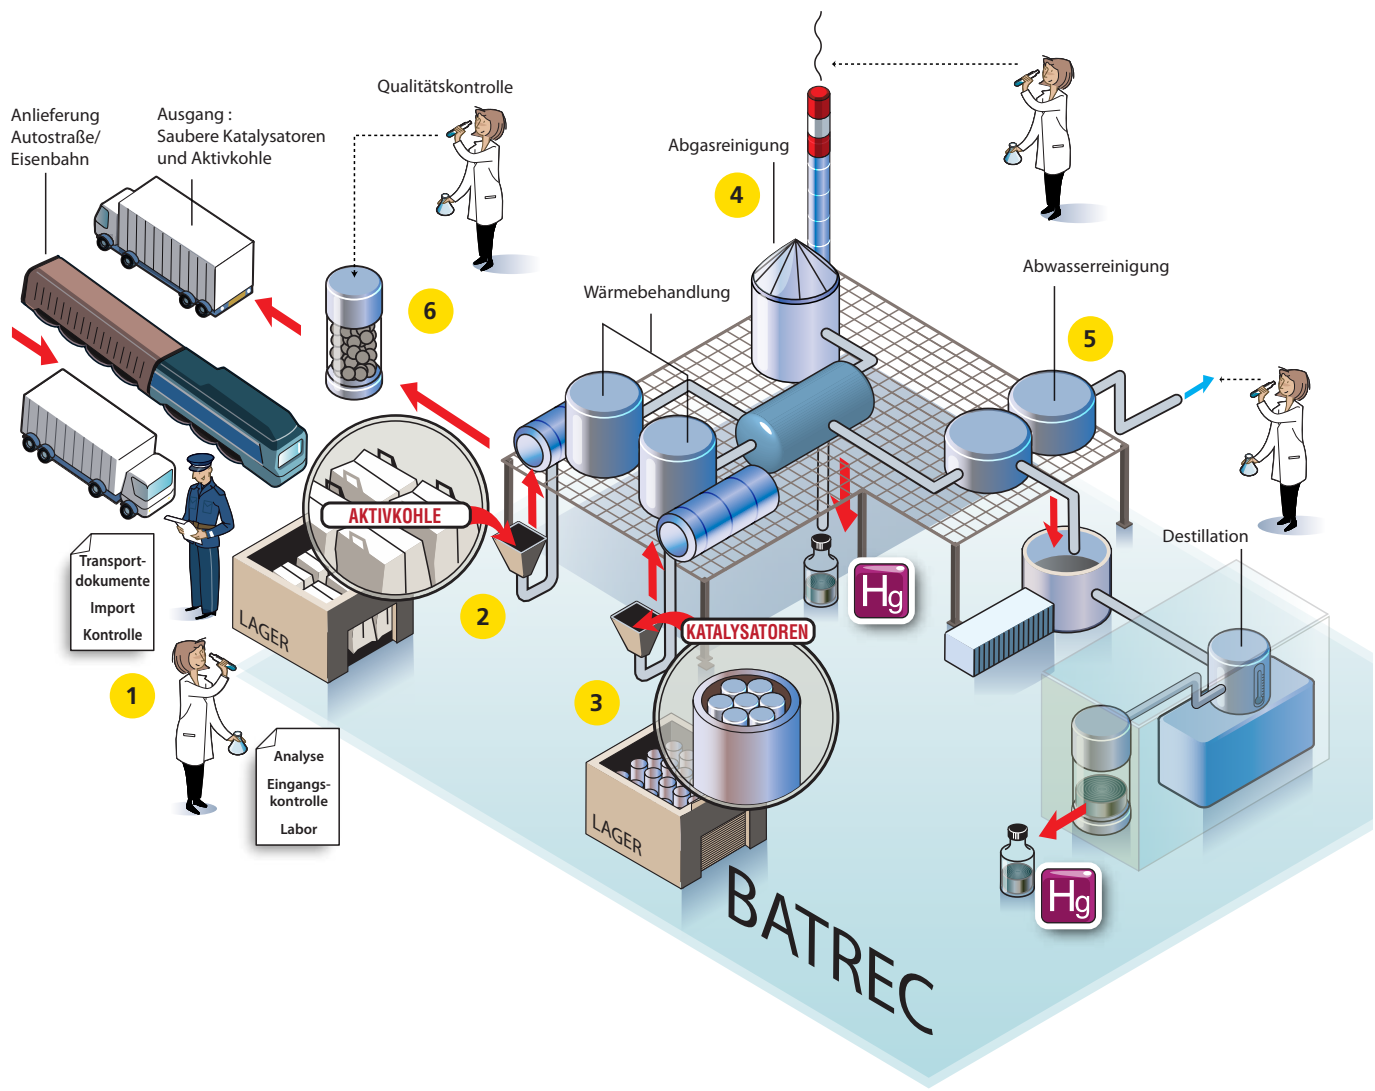 Qualitätskontrolle
Anlieferung
Autostraße/
Eisenbahn
Ausgang :
Saubere Katalysatoren
und Aktivkohle
Abgasreinigung
4
Abwasserreinigung
5
Wärmebehandlung
6
AKTIVKOHLE
Transport-
dokumente
Import
Kontrolle
LAGER
2
Hg
KATALYSATOREN
Destillation
1
3
Analyse
Eingangs-
kontrolle
Labor
LAGER
Hg
BATREC